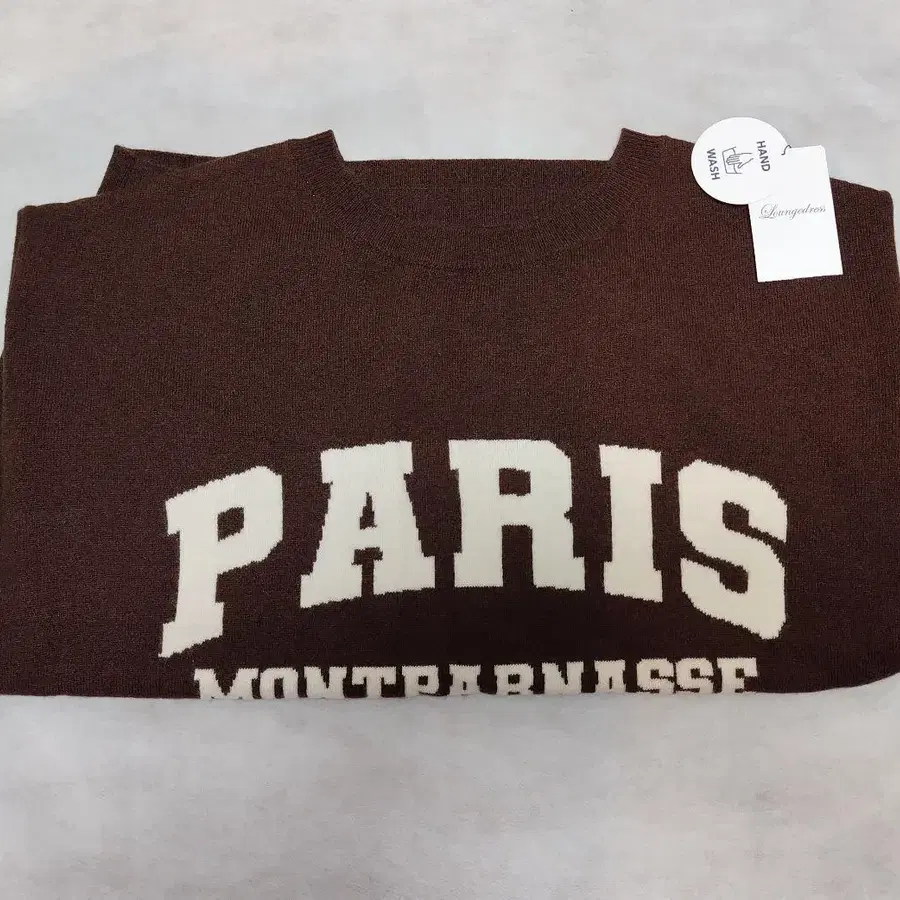 HAND
WASH
Loungedress
PARIS
MONTPARNASSE